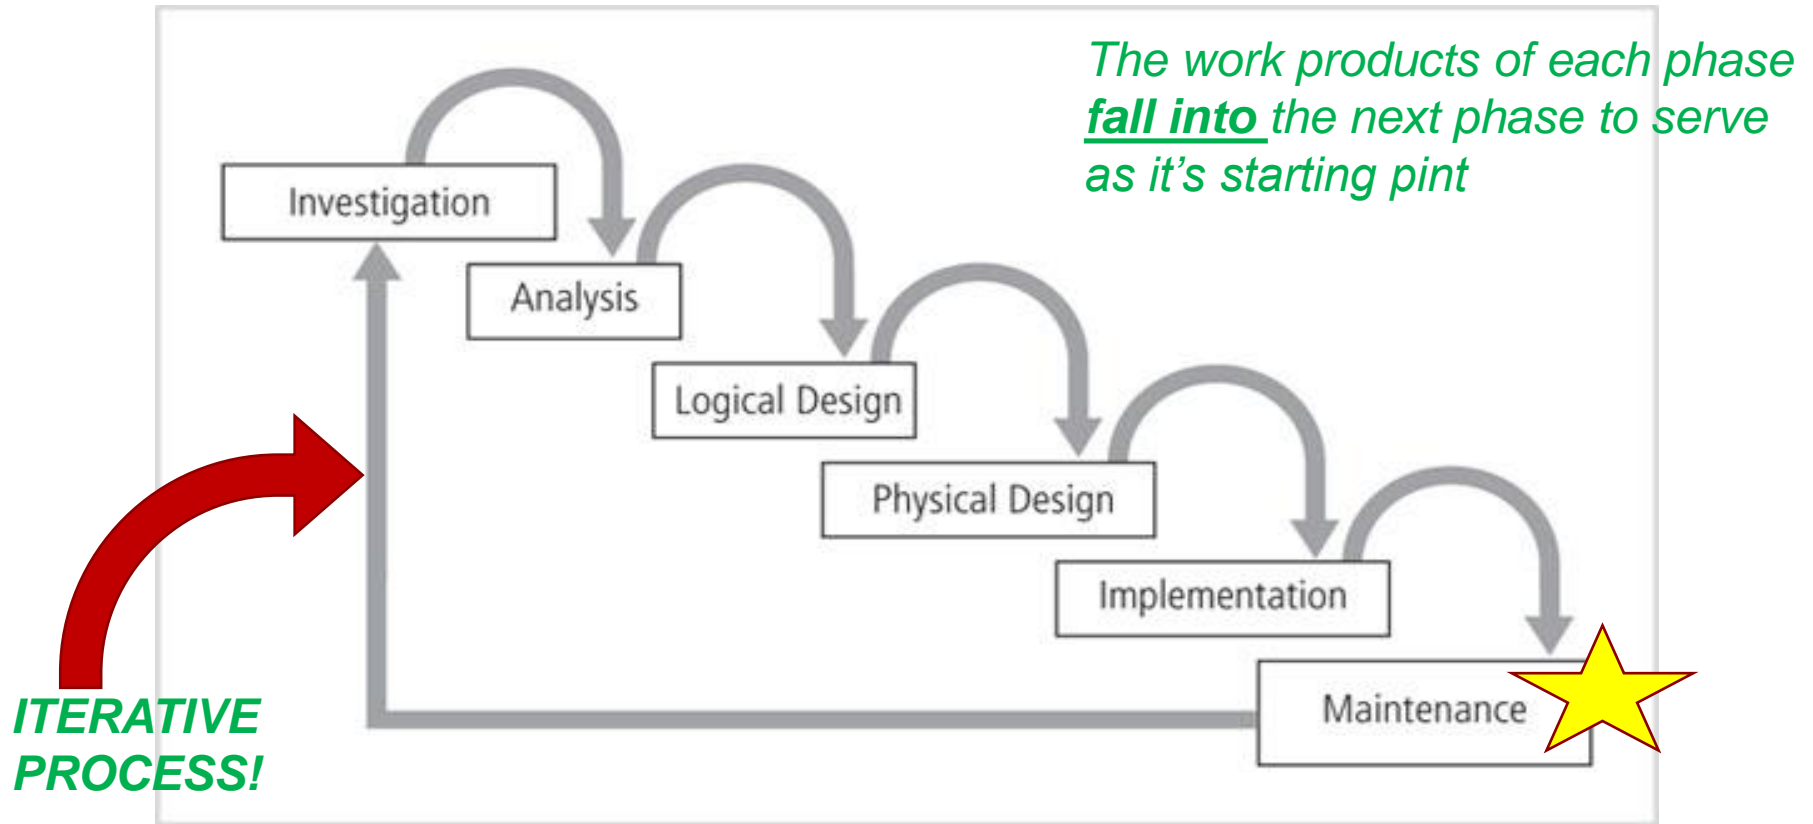 The work products of each phase
fall into the next phase to serve
as it’s starting pint
Investigation
Analysis
Logical Design
Physical Design
Implementation
Maintenance
ITERATIVE
PROCESS!